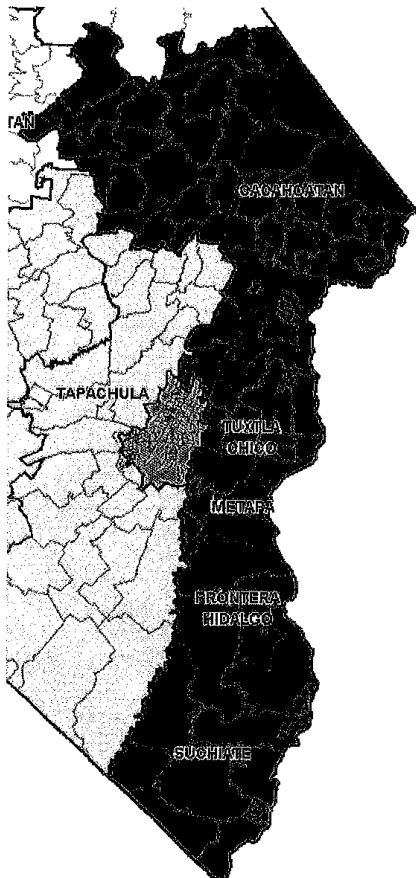 TAN
CACAHOATAN
TAPACHULA
TUXTLA
CHICO
METAPA
FRONTERA
HIDALGO
SUCHIATE